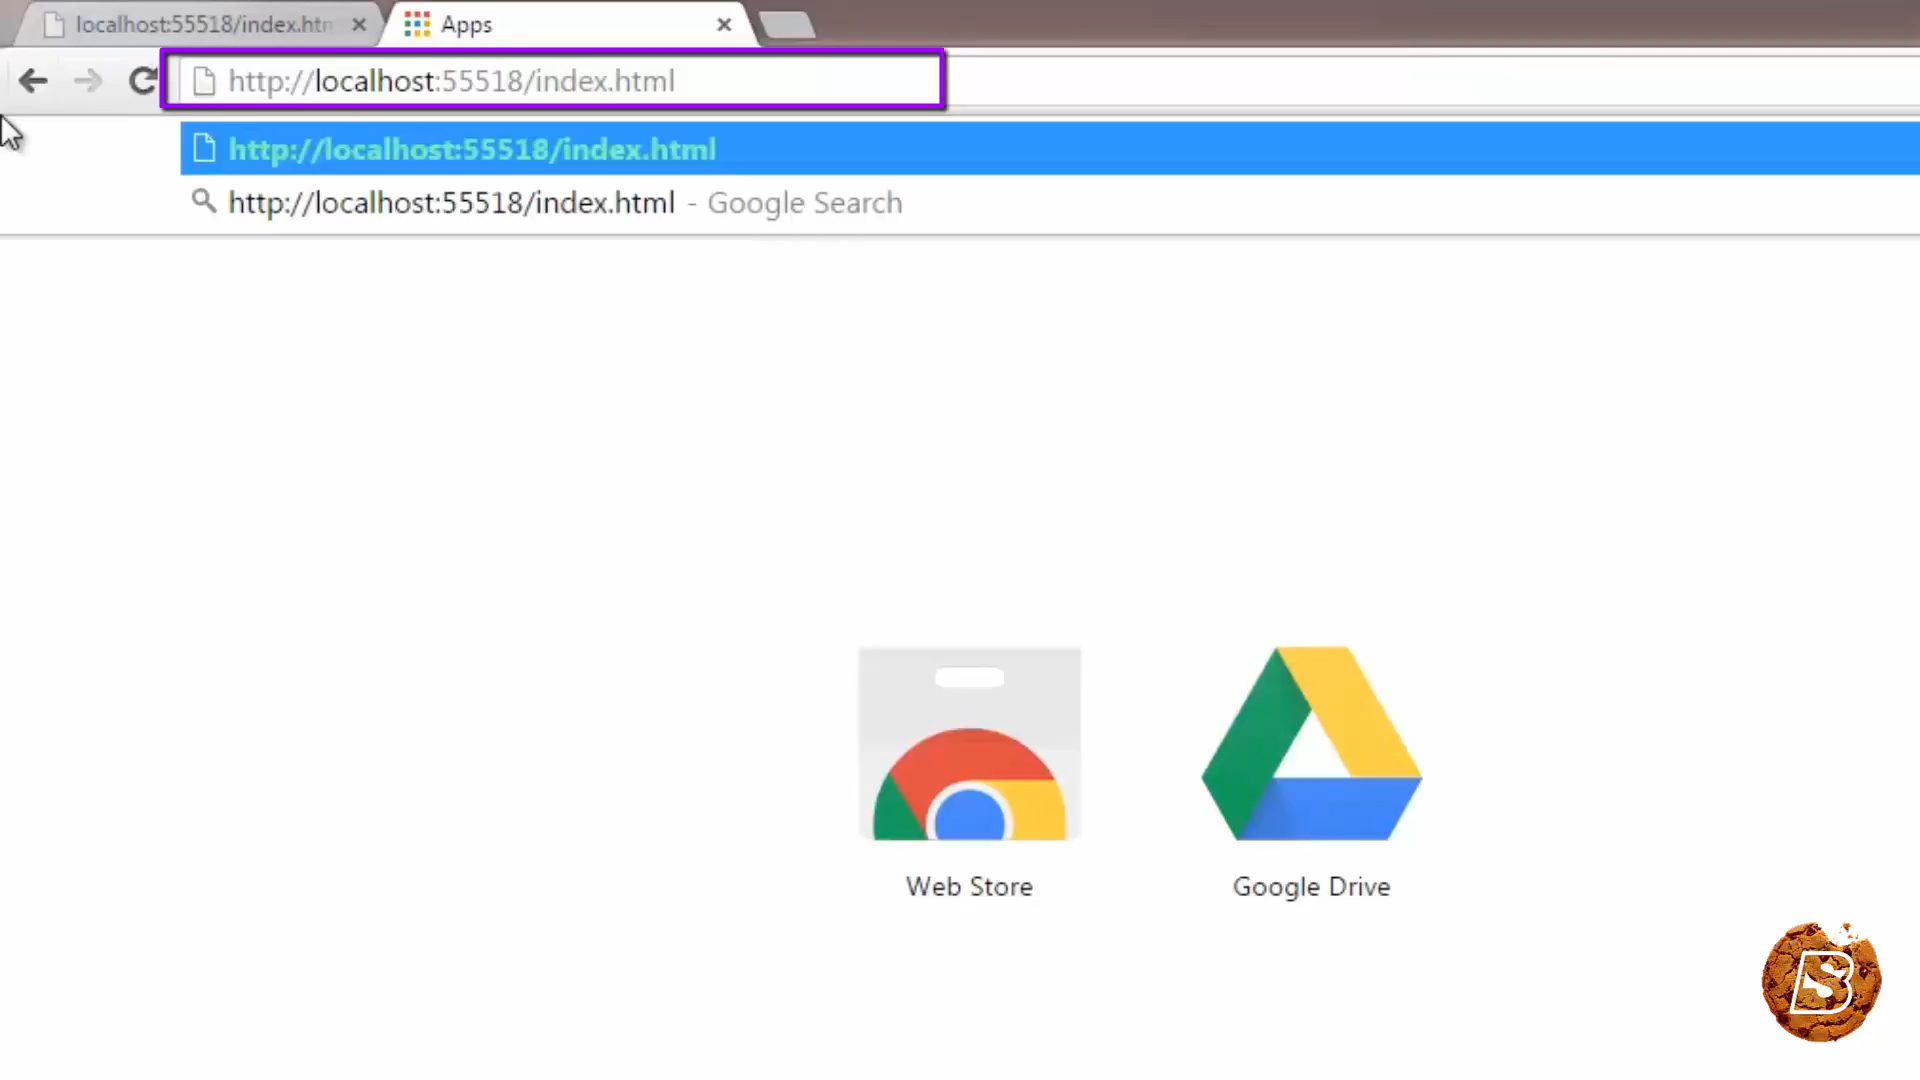 localhost:55518/index.htm
Apps
http://localhost:55518/index.html
http://localhost:55518/index.html
http://localhost:55518/index.html - Google Search
Web Store
Google Drive
BS